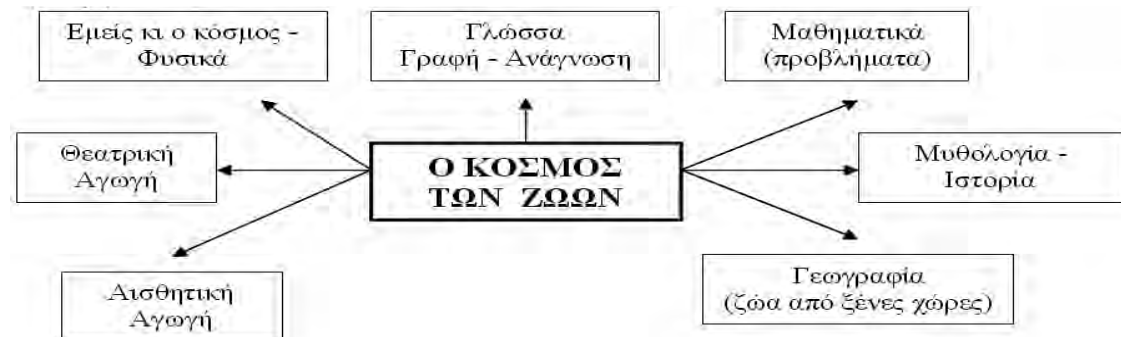 Εμείς κι ο κόσμος -
Φυσικά
Γλώσσα
Γραφή - Ανάγνωση
Μαθηματικά
(προβλήματα)
Θεατρική
Αγωγή
Ο ΚΟΣΜΟΣ
ΤΩΝ ΖΩΩΝ
Μυθολογία -
Ιστορία
Αισθητική
Αγωγή
Γεωγραφία
(ζώα από ξένες χώρες)